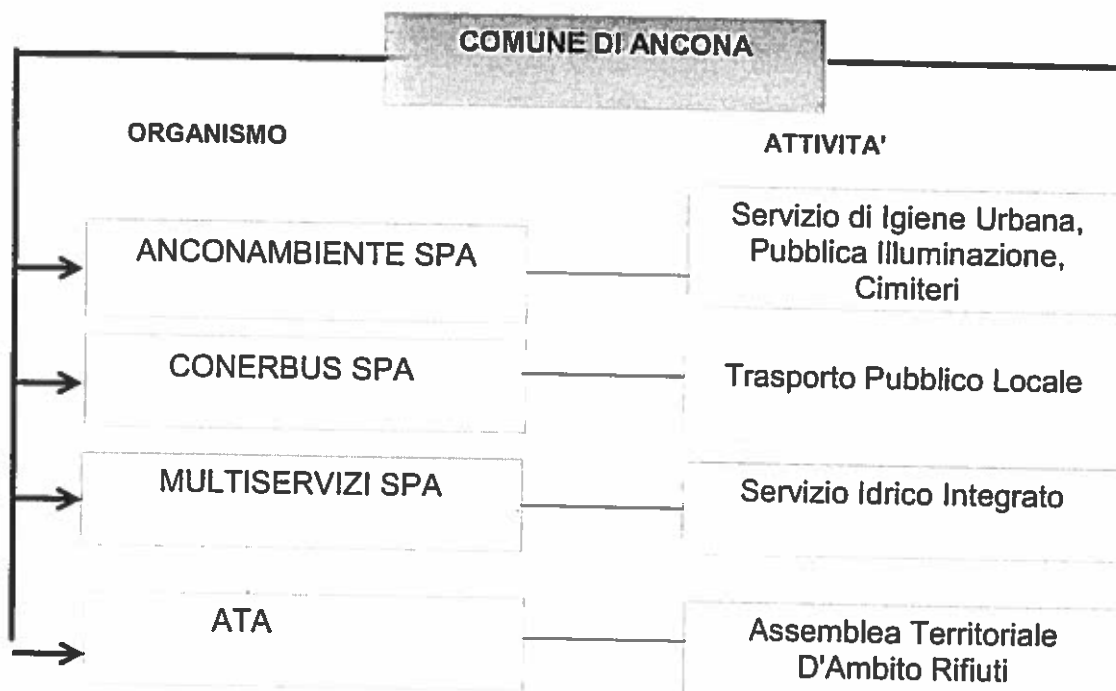 COMUNE DI ANCONA
ORGANISMO
ATTIVITA'
ANCONAMBIENTE SPA
Servizio di Igiene Urbana,
Pubblica Illuminazione,
Cimiteri
CONERBUS SPA
Trasporto Pubblico Locale
MULTISERVIZI SPA
Servizio Idrico Integrato
ATA
Assemblea Territoriale
D'Ambito Rifiuti